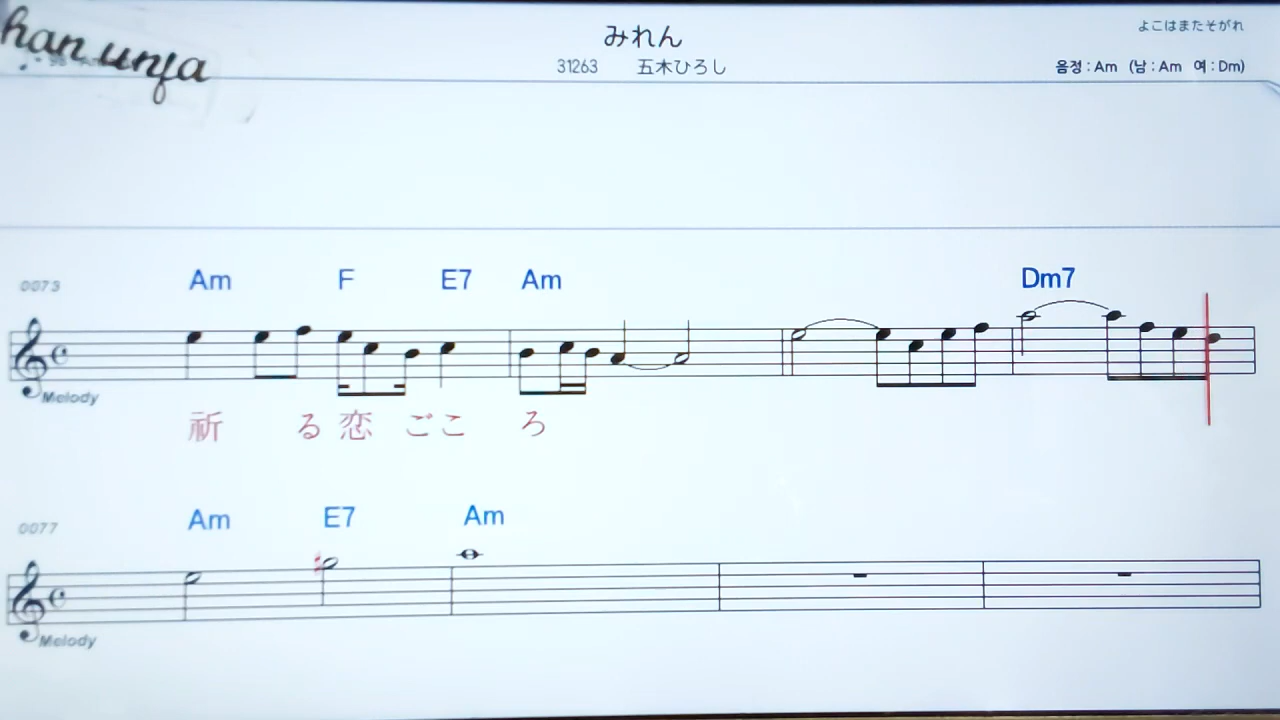 han unja
みれん
よこはまたそがれ
31263 五木ひろし
음정 : Am (남 : Am 여 : Dm)
0073 Am F E7 Am Dm7
Melody
祈 る 恋 ご こ ろ
0077 Am E7 Am
Melody